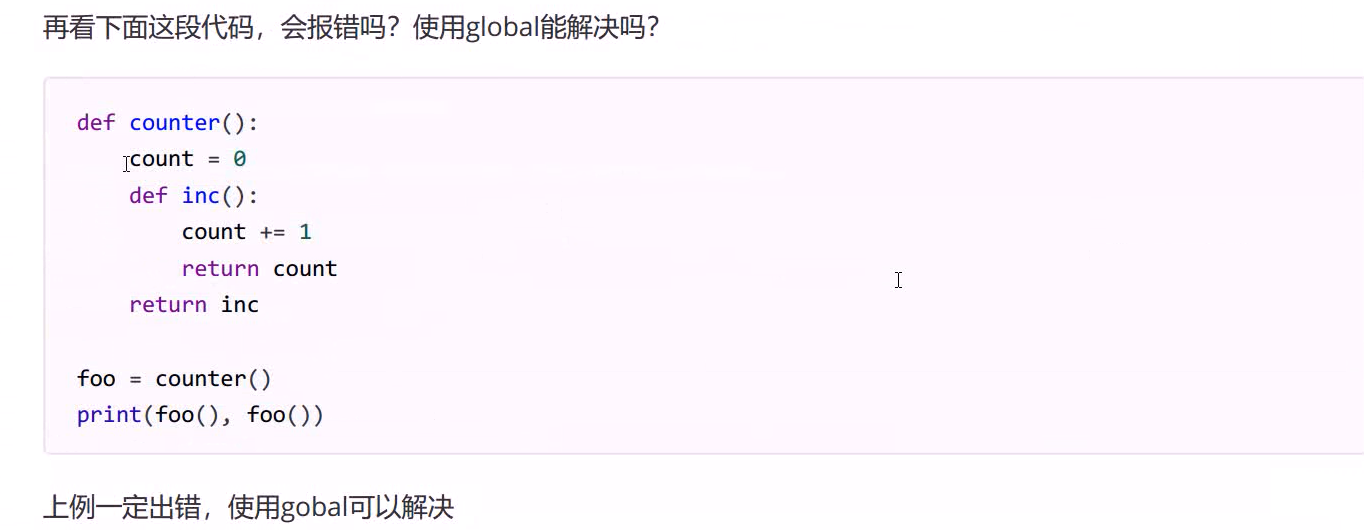 再看下面这段代码，会报错吗？使用global能解决吗？
def counter():
    count = 0
    def inc():
        count += 1
        return count
    return inc
foo = counter()
print(foo(), foo())
上例一定出错，使用gobal可以解决